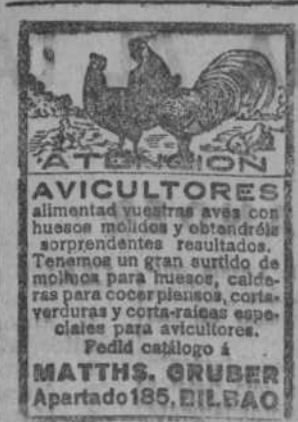 ATENCION
AVICULTORES
alimentad vuestras aves con
huesos molidos y obtendréis
sorprendentes resultados.
Tenemos un gran surtido de
molinos para huesos, calde-
ras para cocer piensos, corta-
verduras y corta-raíces espe-
ciales para avicultores.
Pedid catálogo á
MATTHS. GRUBER
Apartado 185, BILBAO